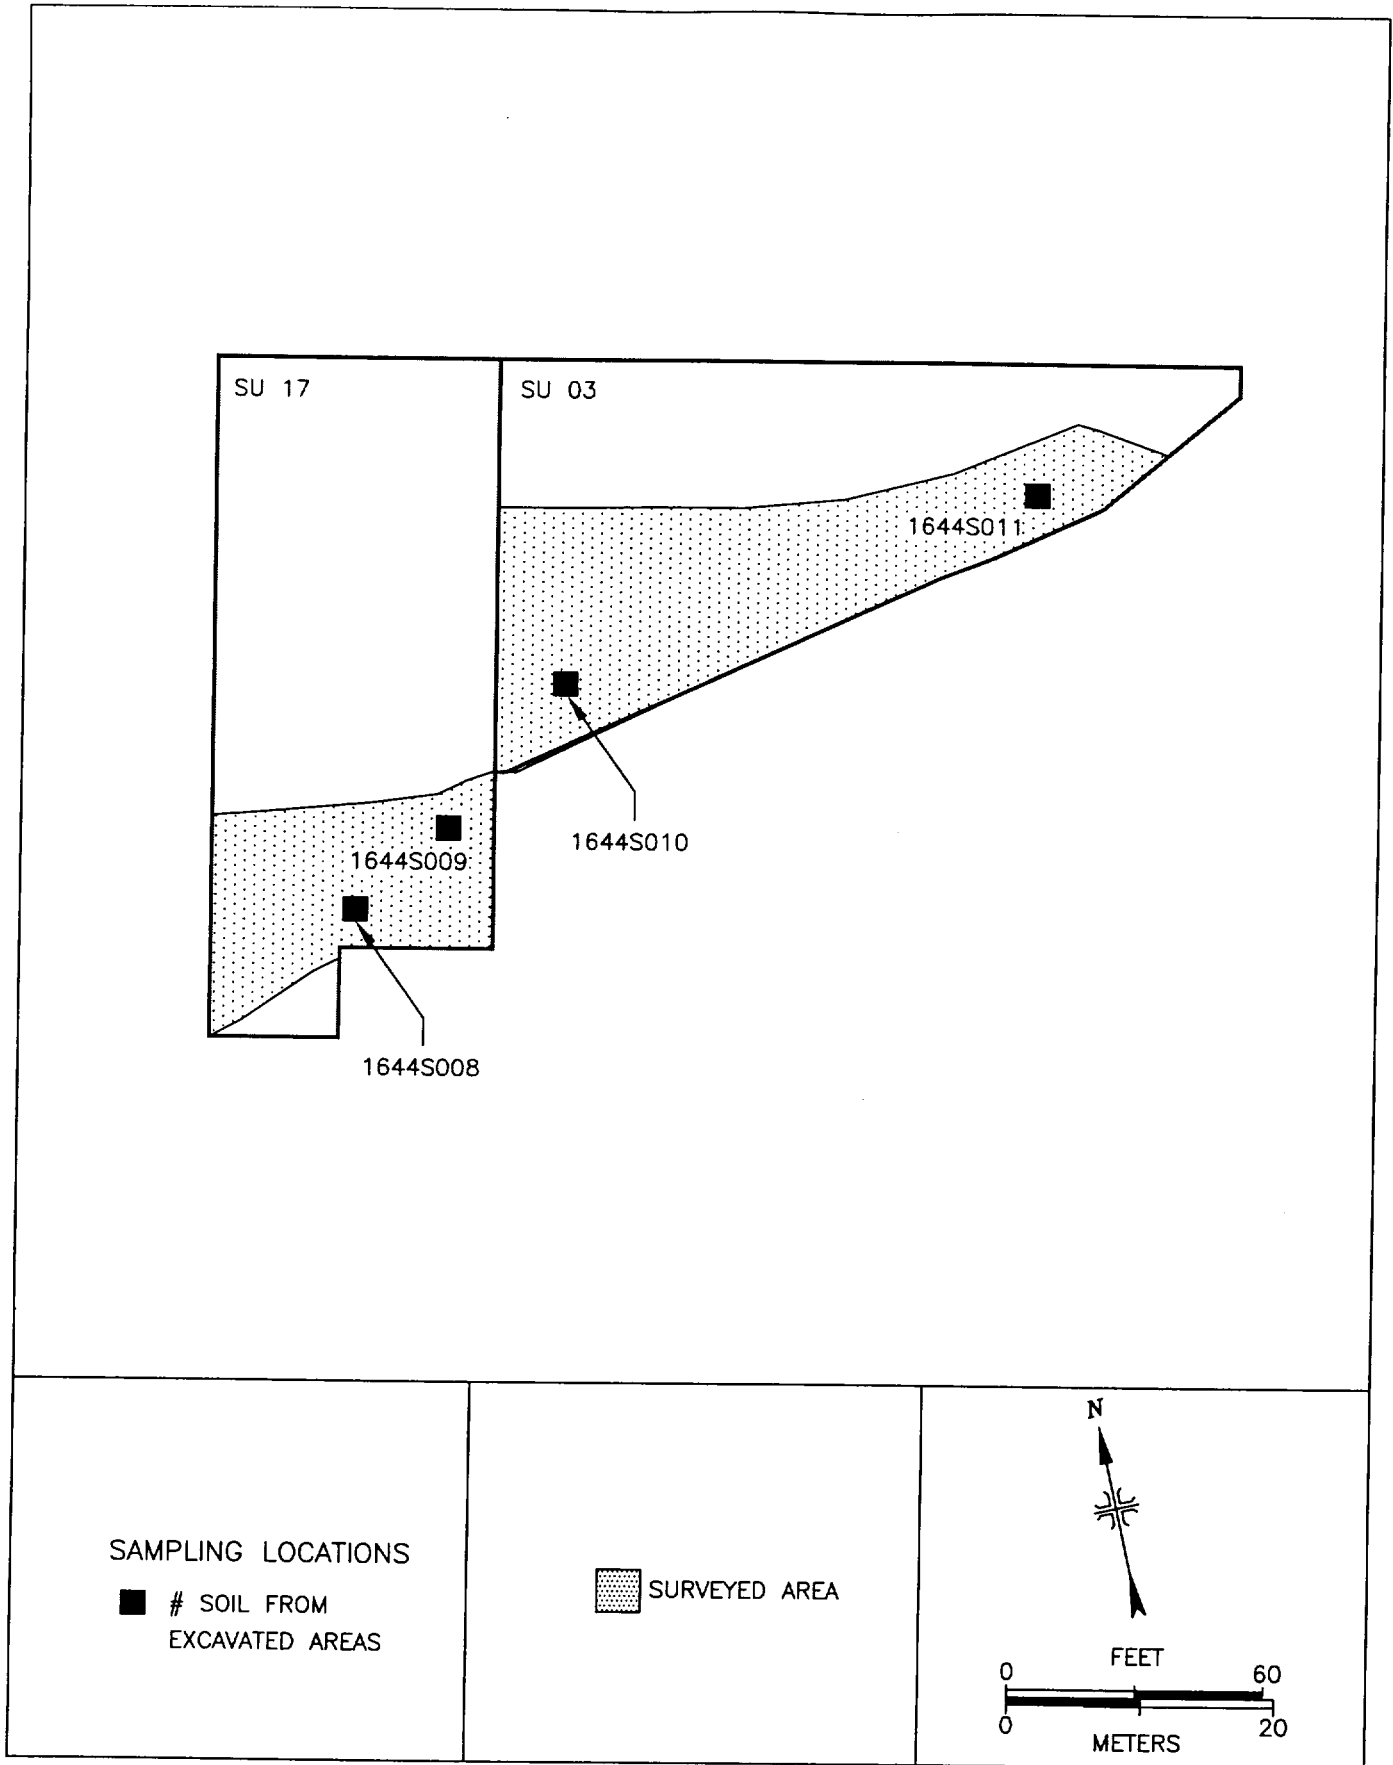 SU 17
SU 03
1644S011
1644S010
1644S009
1644S008
SAMPLING LOCATIONS
# SOIL FROM
EXCAVATED AREAS
SURVEYED AREA
N
FEET
0 60
0 20
METERS